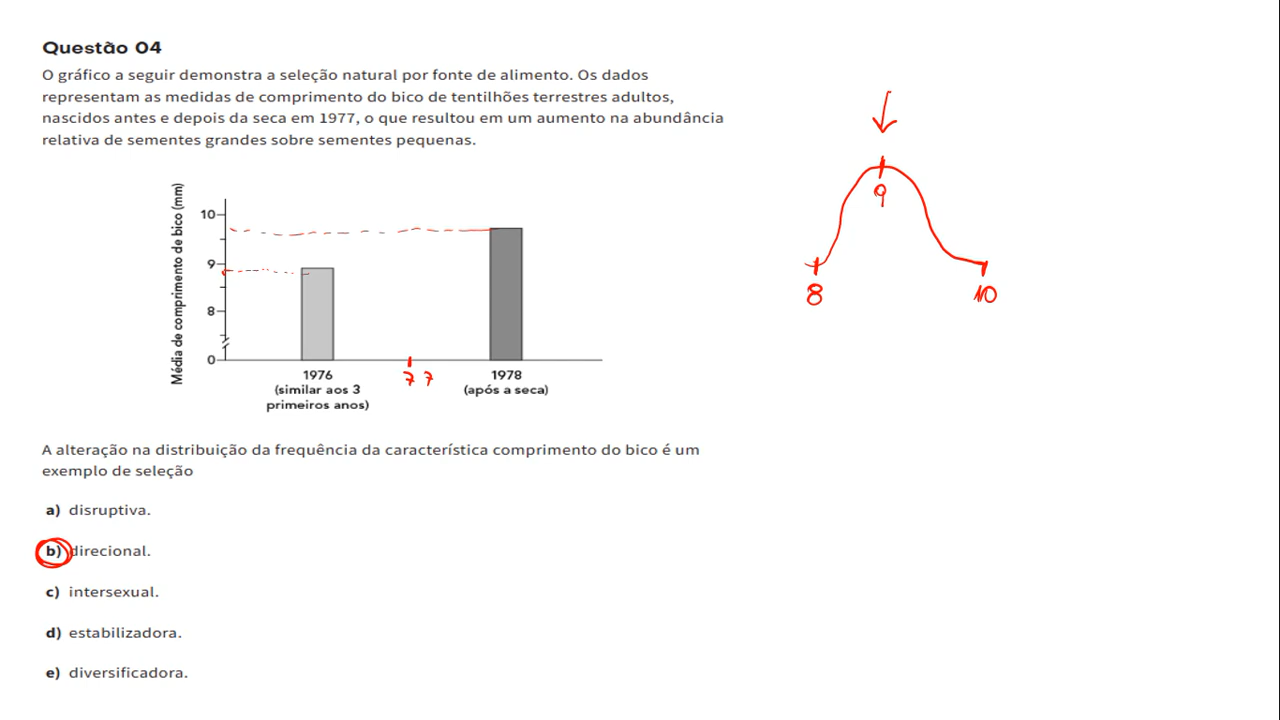 Questão 04
O gráfico a seguir demonstra a seleção natural por fonte de alimento. Os dados
representam as medidas de comprimento do bico de tentilhões terrestres adultos,
nascidos antes e depois da seca em 1977, o que resultou em um aumento na abundância
relativa de sementes grandes sobre sementes pequenas.
Média de comprimento de bico (mm)
10
9
8
0
1976
(similar aos 3
primeiros anos)
77
1978
(após a seca)
9
8
10
A alteração na distribuição da frequência da característica comprimento do bico é um
exemplo de seleção
a) disruptiva.
b) direcional.
c) intersexual.
d) estabilizadora.
e) diversificadora.